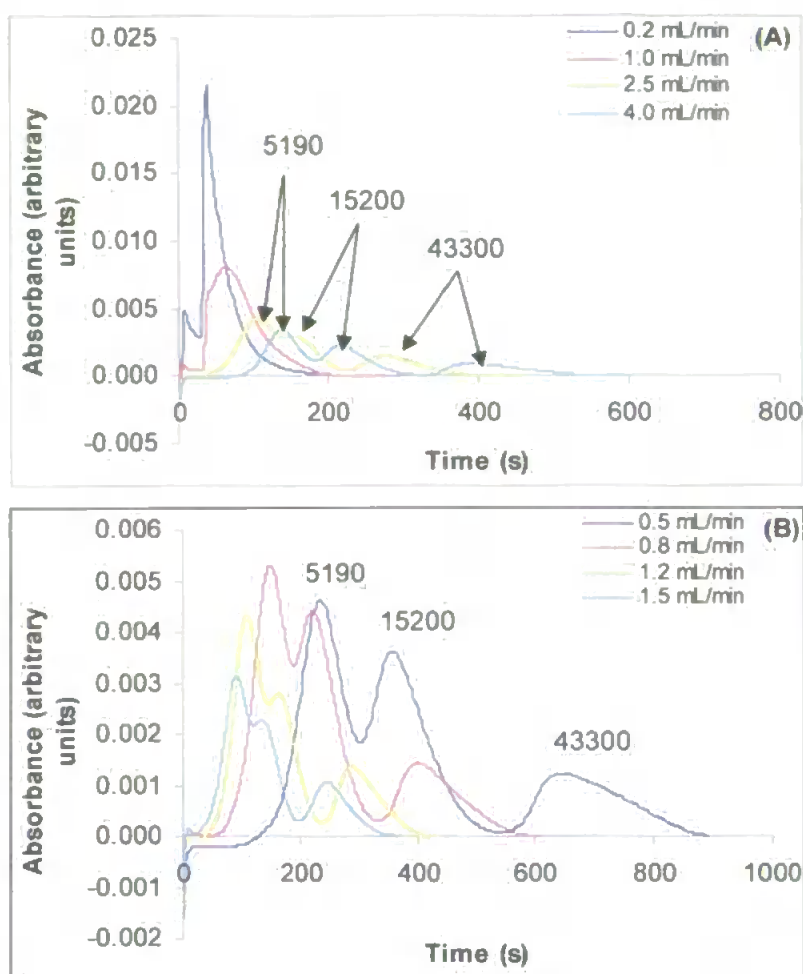 0.025
0.020
0.015
0.010
0.005
0.000
-0.005
Absorbance (arbitrary
units)
0.2 mL/min
1.0 mL/min
2.5 mL/min
4.0 mL/min
(A)
5190
15200
43300
0
200
400
600
800
Time (s)
0.006
0.005
0.004
0.003
0.002
0.001
0.000
-0.001
-0.002
Absorbance (arbitrary
units)
0.5 mL/min
0.8 mL/min
1.2 mL/min
1.5 mL/min
(B)
5190
15200
43300
0
200
400
600
800
1000
Time (s)